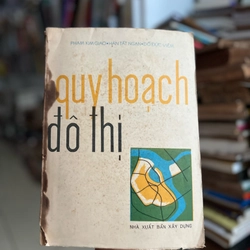 quy hoạch
đô thị
NHÀ XUẤT BẢN XÂY DỰNG